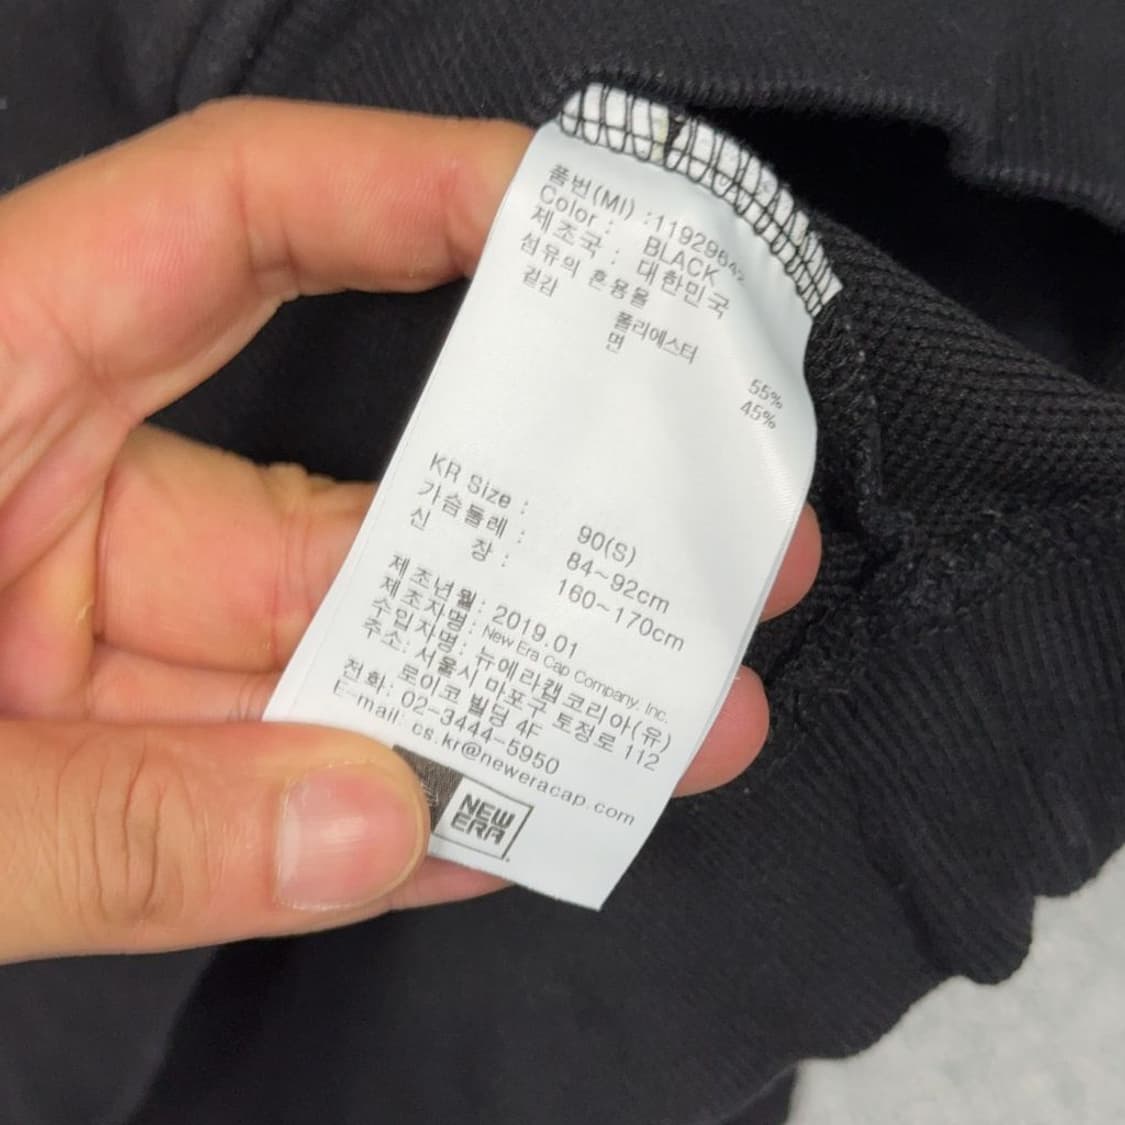 품번(MI) :
Color : BLACK
제조국 : 대한민국
섬유의 혼용율
겉감
폴리에스터 55%
면 45%
KR Size : 90(S)
가슴둘레 : 84~92cm
신 장 : 160~170cm
제조년월: 2019.01
제조자명: New Era Cap Company. Inc.
수입자명: 뉴에라캡코리아(유)
주소: 서울시 마포구 토정로 112
로이코 빌딩 4F
전화: 02-3444-5950
E-mail: cs.kr@neweracap.com
NEW
ERA